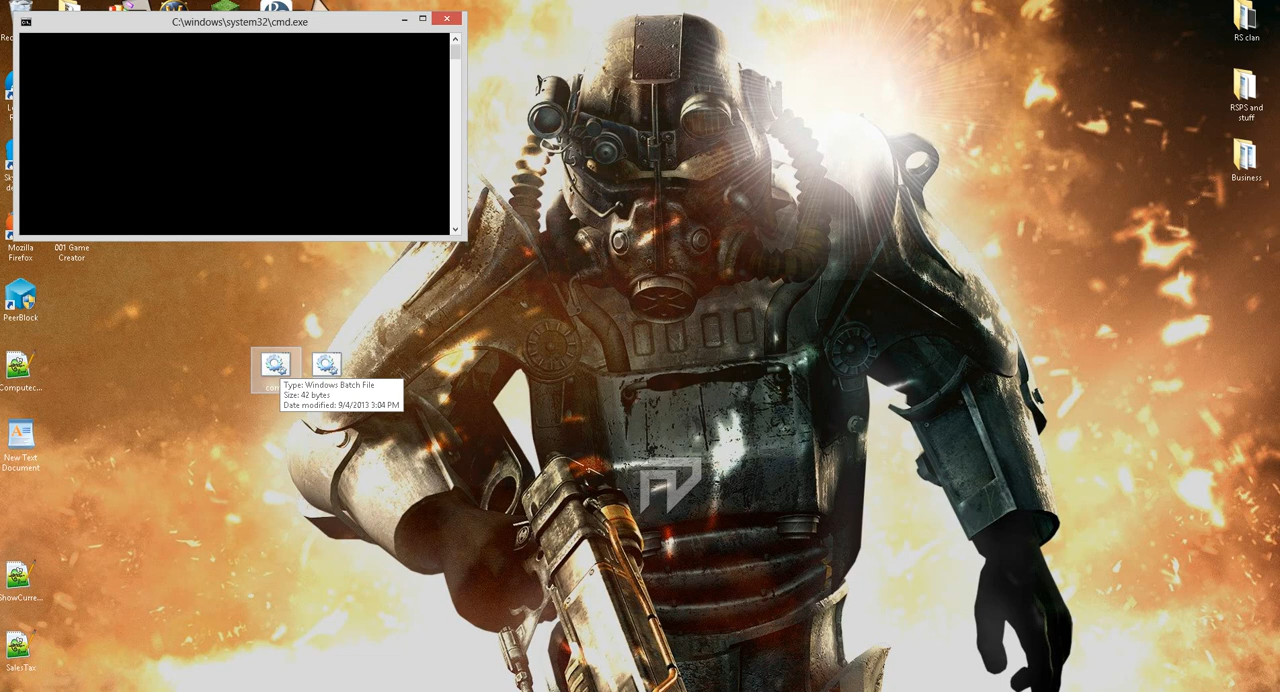 C:\windows\system32\cmd.exe
RS clan
RSPS and
stuff
Business
Mozilla
Firefox
001 Game
Creator
PeerBlock
Computec...
Type: Windows Batch File
Size: 42 bytes
Date modified: 9/4/2013 3:04 PM
New Text
Document
ShowCurre...
SalesTax